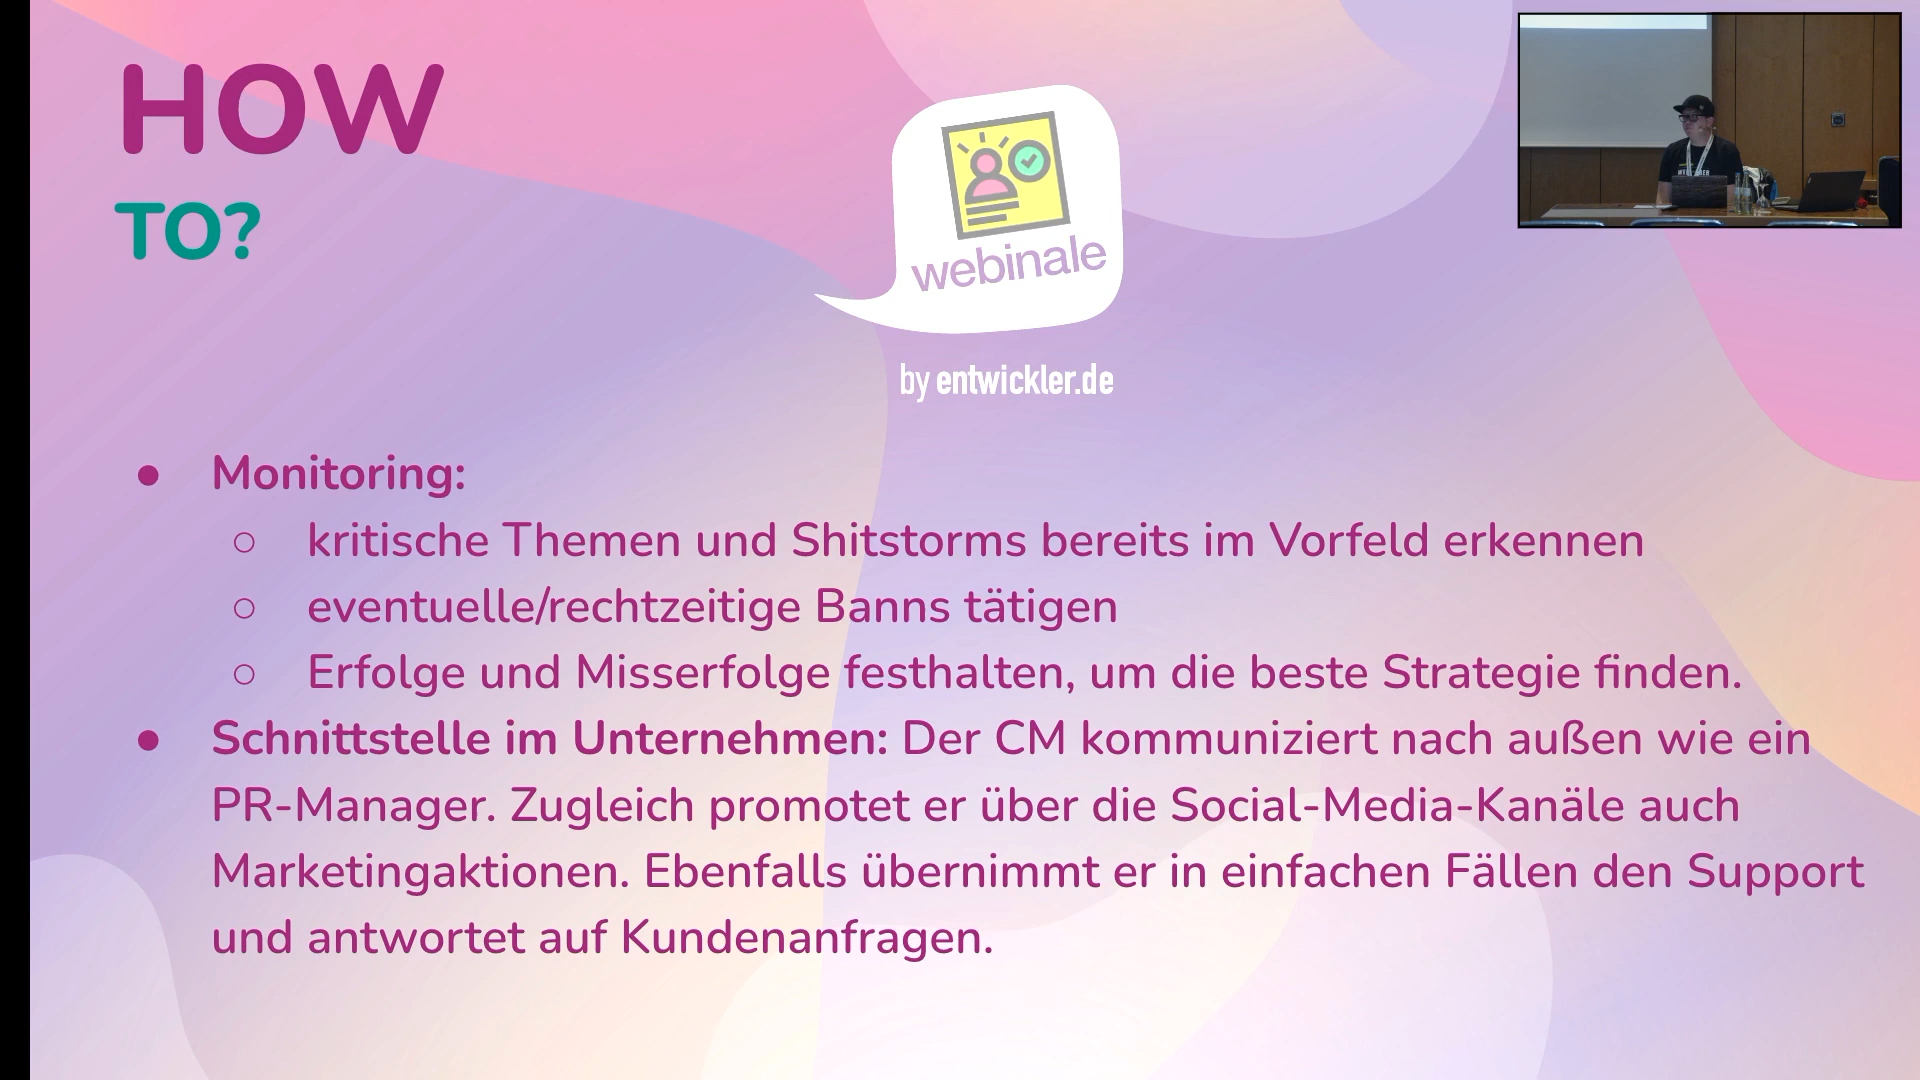 HOW
TO?
webinale
by entwickler.de
● Monitoring:
○ kritische Themen und Shitstorms bereits im Vorfeld erkennen
○ eventuelle/rechtzeitige Banns tätigen
○ Erfolge und Misserfolge festhalten, um die beste Strategie finden.
● Schnittstelle im Unternehmen: Der CM kommuniziert nach außen wie ein
PR-Manager. Zugleich promotet er über die Social-Media-Kanäle auch
Marketingaktionen. Ebenfalls übernimmt er in einfachen Fällen den Support
und antwortet auf Kundenanfragen.